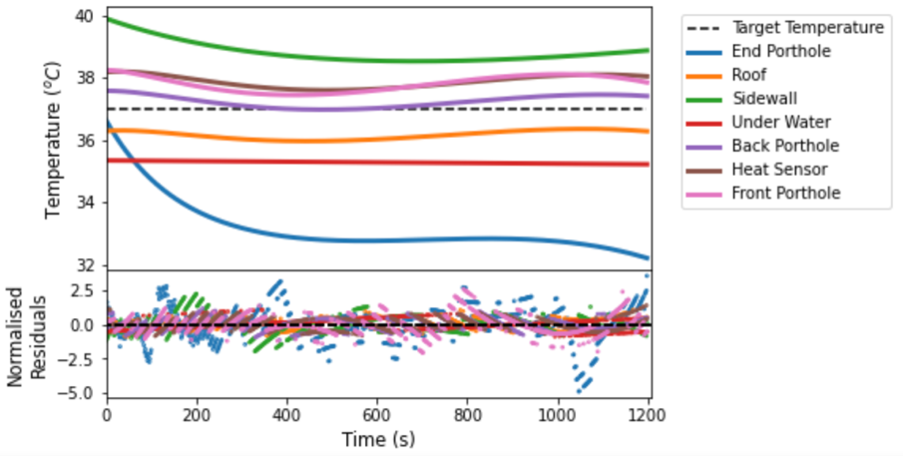 40
38
36
34
32
Temperature (°C)
2.5
0.0
−2.5
−5.0
Normalised
Residuals
0
200
400
600
800
1000
1200
Time (s)
Target Temperature
End Porthole
Roof
Sidewall
Under Water
Back Porthole
Heat Sensor
Front Porthole